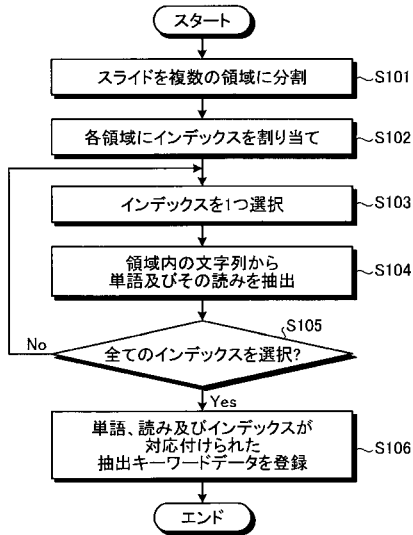 スタート
スライドを複数の領域に分割
S101
各領域にインデックスを割り当て
S102
インデックスを1つ選択
S103
領域内の文字列から
単語及びその読みを抽出
S104
S105
全てのインデックスを選択?
No
Yes
単語、読み及びインデックスが
対応付けられた
抽出キーワードデータを登録
S106
エンド